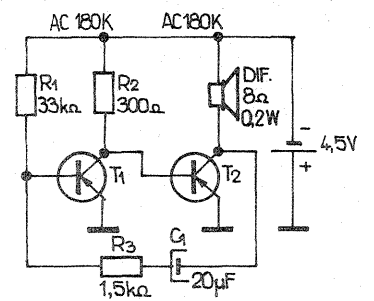 AC 180K AC180K
R1
33kΩ
R2
300Ω
DIF.
8Ω
0,2W
-
4,5V
+
T1
T2
R3
1,5kΩ
C1
20µF